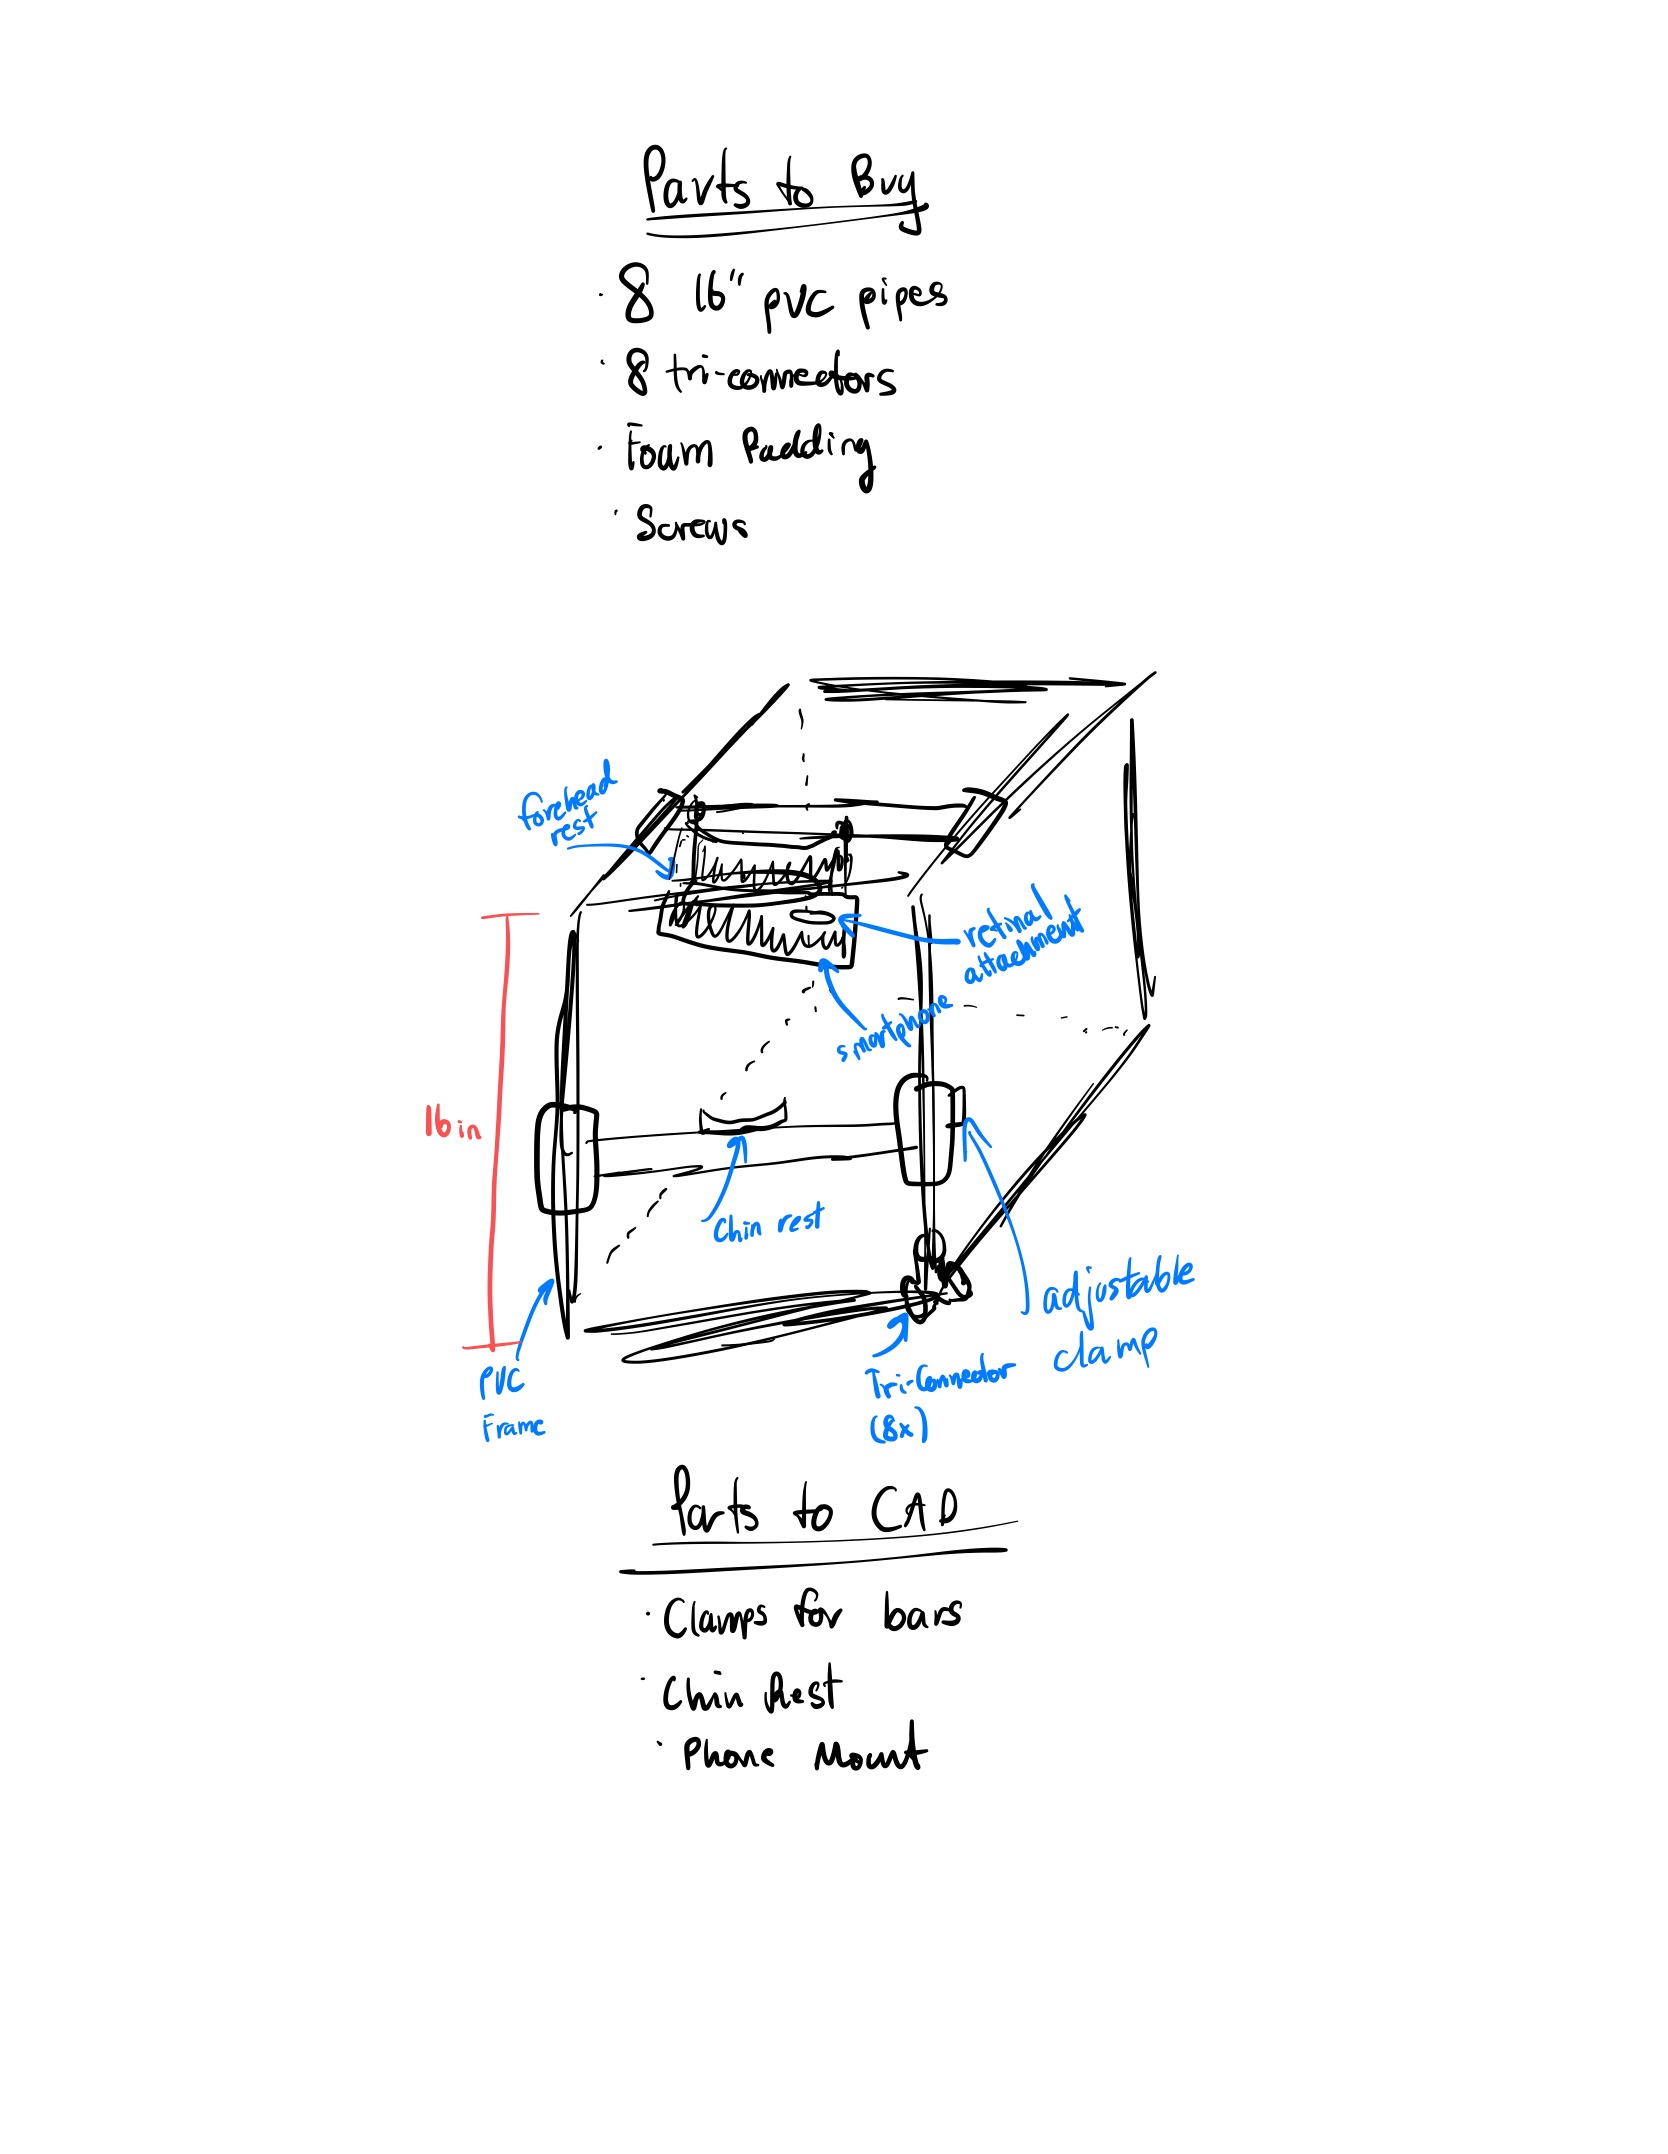 Parts to Buy
· 8 16" pvc pipes
· 8 tri-connectors
· Foam Padding
· Screws
forehead
rest
retinal
attachment
smartphone
16in
Chin rest
adjustable
clamp
PVC
Frame
Tri-Connector
(8x)
Parts to CAD
· Clamps for bars
· Chin Rest
· Phone Mount